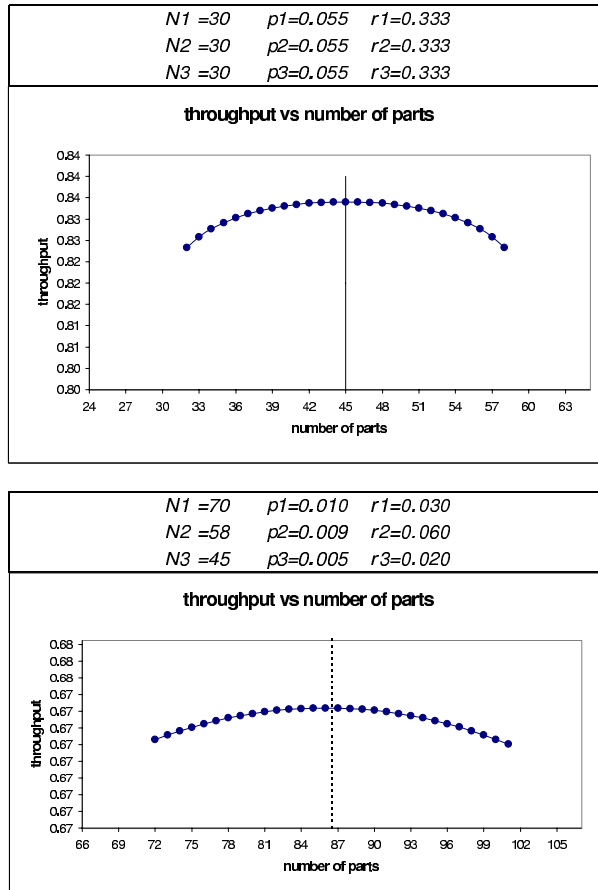 N1 =30 p1=0.055 r1=0.333
N2 =30 p2=0.055 r2=0.333
N3 =30 p3=0.055 r3=0.333
throughput vs number of parts
0.84
0.84
0.84
0.83
0.83
0.82
0.82
0.82
0.81
0.81
0.80
0.80
throughput
24 27 30 33 36 39 42 45 48 51 54 57 60 63
number of parts
N1 =70 p1=0.010 r1=0.030
N2 =58 p2=0.009 r2=0.060
N3 =45 p3=0.005 r3=0.020
throughput vs number of parts
0.68
0.68
0.68
0.67
0.67
0.67
0.67
0.67
0.67
0.67
0.67
0.67
throughput
66 69 72 75 78 81 84 87 90 93 96 99 102 105
number of parts